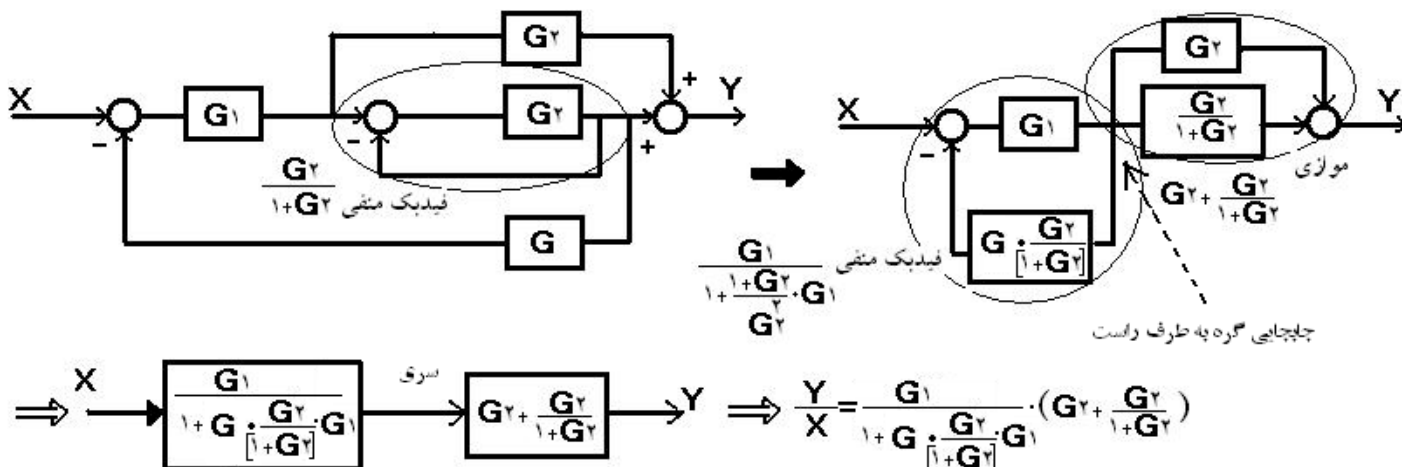 G۲
X
G۱
G۲
Y
+
-
-
+
G۲/۱+G۲
فیدبک منفی
G
G۲
X
G۱
G۲/۱+G۲
Y
-
موازی
G۲+G۲/۱+G۲
G.G۲/[۱+G۲]
فیدبک منفی
G۱/۱+۱+G۲/G۲۲.G۱
جابجایی گره به طرف راست
X
G۱/۱+G.G۲/[۱+G۲].G۱
سری
G۲+G۲/۱+G۲
Y
⇒ Y/X=G۱/۱+G.G۲/[۱+G۲].G۱.(G۲+G۲/۱+G۲)